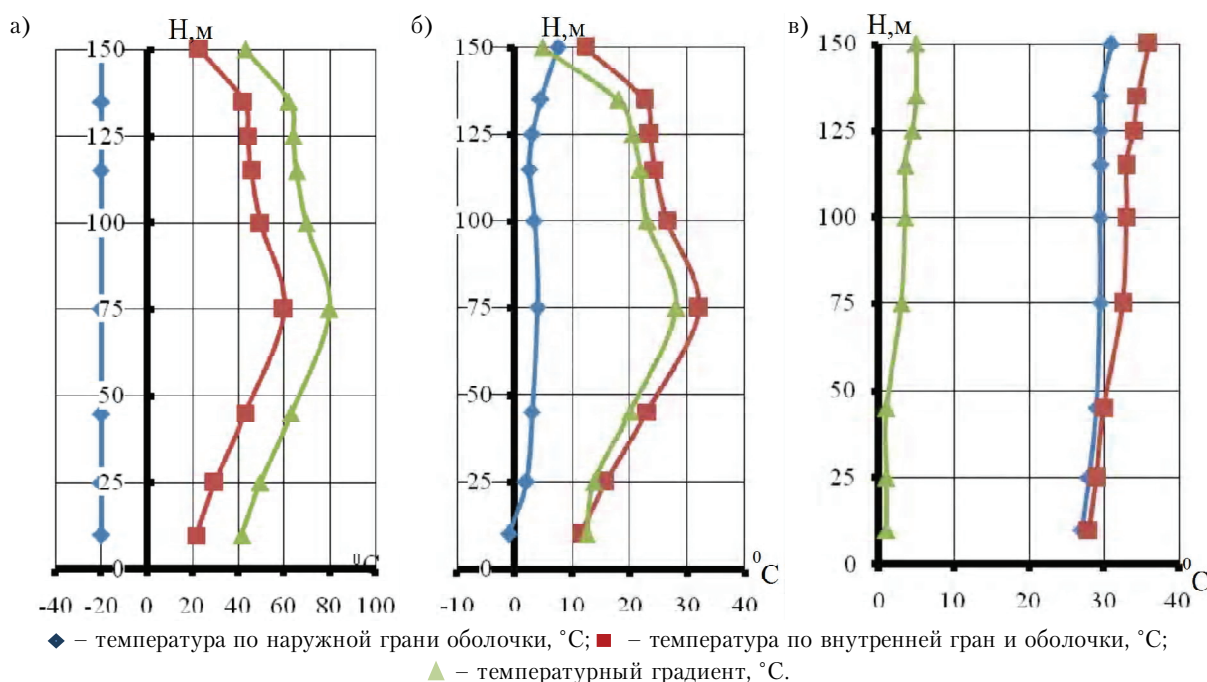 а) Н,м б) Н,м в) Н,м
150 150 150
125 125 125
100 100 100
75 75 75
50 50 50
25 25 25
0 0 0
⁰С ⁰С ⁰С
-40 -20 0 20 40 60 80 100 -10 0 10 20 30 40 0 10 20 30 40
– температура по наружной грани оболочки, °С; – температура по внутренней гран и оболочки, °С;
– температурный градиент, °С.